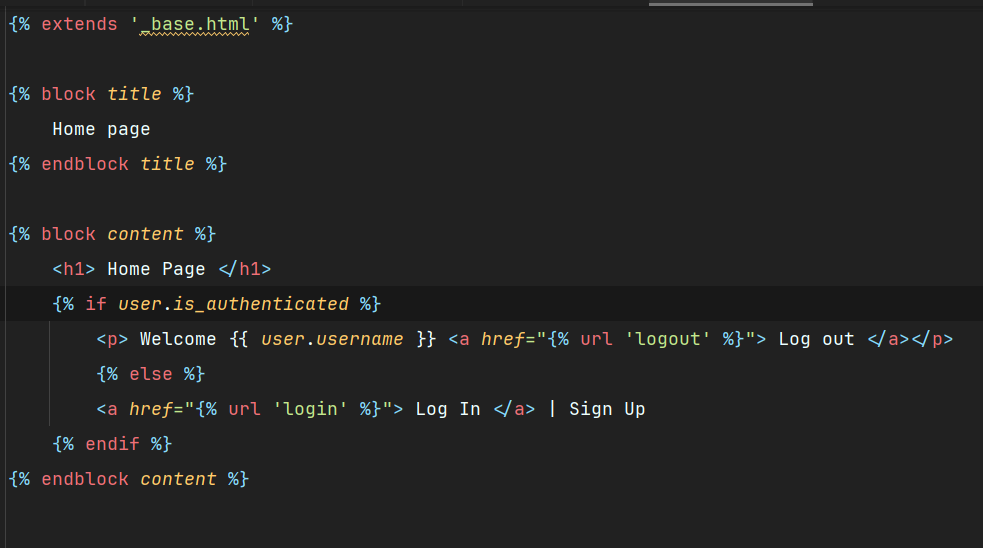 {% extends '_base.html' %}
{% block title %}
Home page
{% endblock title %}
{% block content %}
<h1> Home Page </h1>
{% if user.is_authenticated %}
<p> Welcome {{ user.username }} <a href="{% url 'logout' %}"> Log out </a></p>
{% else %}
<a href="{% url 'login' %}"> Log In </a> | Sign Up
{% endif %}
{% endblock content %}